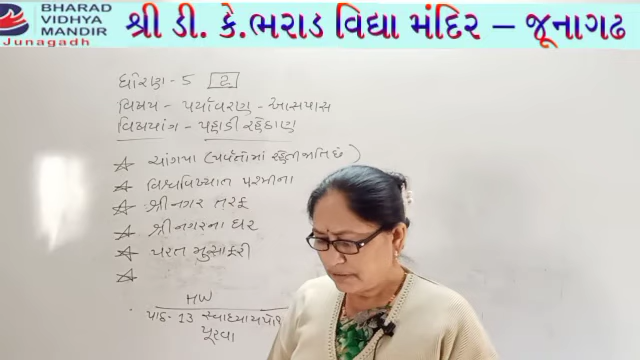 BHARAD
VIDHYA
MANDIR
Junagadh
શ્રી ડી. કે.ભરાડ વિદ્યા મંદિર – જૂનાગઢ
ધોરણ - 5 2
વિષય - પર્યાવરણ - આસપાસ
વિષયાંગ - પહાડી રહેઠાણ
ચાંગપા (પર્વતોમાં રહેતી જાતિ છે)
વિશ્વવિખ્યાત પશ્મીના
શ્રીનગર તરફ
શ્રીનગરના ઘર
પરત મુસાફરી
HW
પાઠ - 13 સ્વાધ્યાયપોથી
પૂરવા